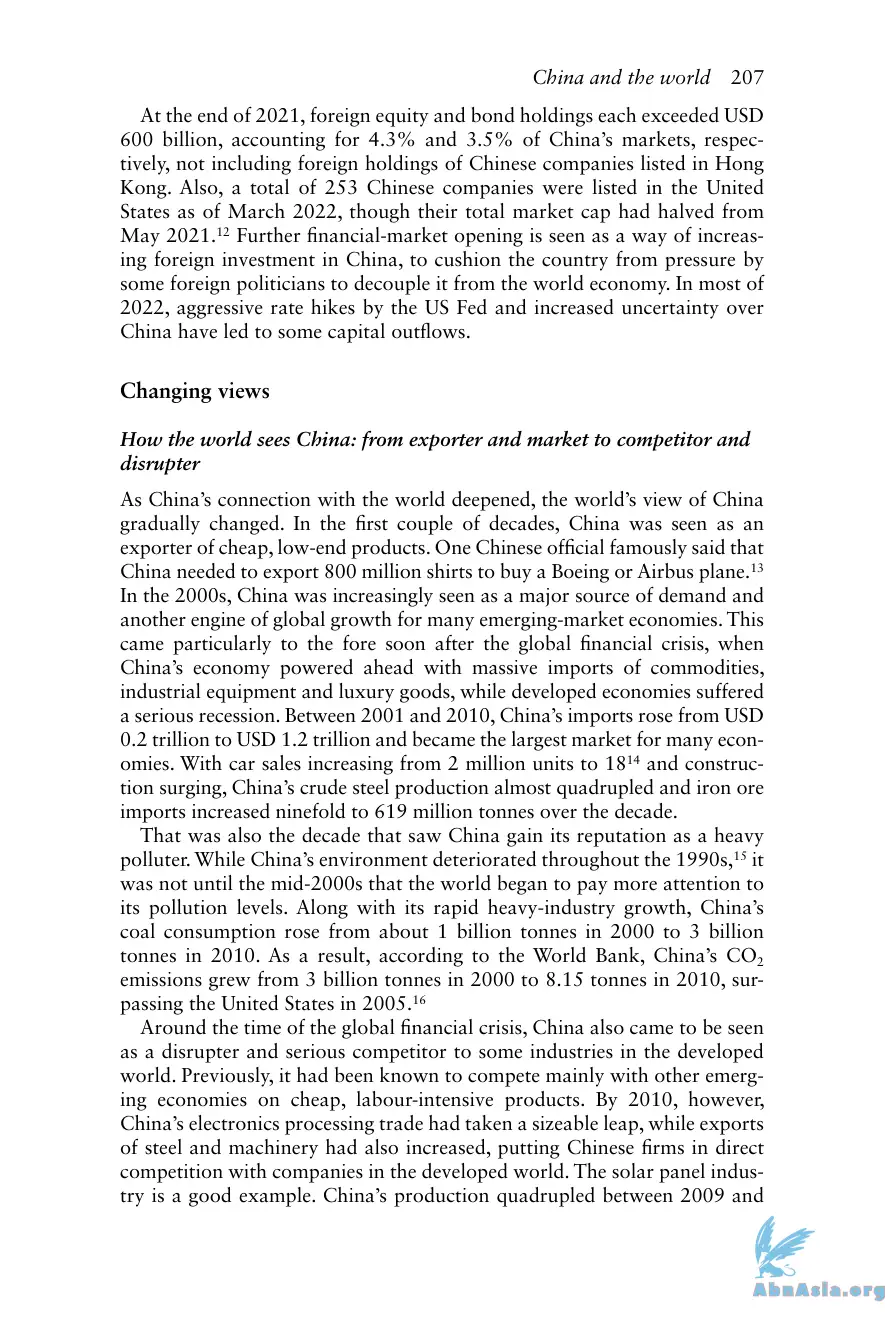 China and the world 207
At the end of 2021, foreign equity and bond holdings each exceeded USD
600 billion, accounting for 4.3% and 3.5% of China’s markets, respec-
tively, not including foreign holdings of Chinese companies listed in Hong
Kong. Also, a total of 253 Chinese companies were listed in the United
States as of March 2022, though their total market cap had halved from
May 2021.¹² Further financial-market opening is seen as a way of increas-
ing foreign investment in China, to cushion the country from pressure by
some foreign politicians to decouple it from the world economy. In most of
2022, aggressive rate hikes by the US Fed and increased uncertainty over
China have led to some capital outflows.
Changing views
How the world sees China: from exporter and market to competitor and
disrupter
As China’s connection with the world deepened, the world’s view of China
gradually changed. In the first couple of decades, China was seen as an
exporter of cheap, low-end products. One Chinese official famously said that
China needed to export 800 million shirts to buy a Boeing or Airbus plane.¹³
In the 2000s, China was increasingly seen as a major source of demand and
another engine of global growth for many emerging-market economies. This
came particularly to the fore soon after the global financial crisis, when
China’s economy powered ahead with massive imports of commodities,
industrial equipment and luxury goods, while developed economies suffered
a serious recession. Between 2001 and 2010, China’s imports rose from USD
0.2 trillion to USD 1.2 trillion and became the largest market for many econ-
omies. With car sales increasing from 2 million units to 18¹⁴ and construc-
tion surging, China’s crude steel production almost quadrupled and iron ore
imports increased ninefold to 619 million tonnes over the decade.
That was also the decade that saw China gain its reputation as a heavy
polluter. While China’s environment deteriorated throughout the 1990s,¹⁵ it
was not until the mid-2000s that the world began to pay more attention to
its pollution levels. Along with its rapid heavy-industry growth, China’s
coal consumption rose from about 1 billion tonnes in 2000 to 3 billion
tonnes in 2010. As a result, according to the World Bank, China’s CO₂
emissions grew from 3 billion tonnes in 2000 to 8.15 tonnes in 2010, sur-
passing the United States in 2005.¹⁶
Around the time of the global financial crisis, China also came to be seen
as a disrupter and serious competitor to some industries in the developed
world. Previously, it had been known to compete mainly with other emerg-
ing economies on cheap, labour-intensive products. By 2010, however,
China’s electronics processing trade had taken a sizeable leap, while exports
of steel and machinery had also increased, putting Chinese firms in direct
competition with companies in the developed world. The solar panel indus-
try is a good example. China’s production quadrupled between 2009 and
AbnAsia.org